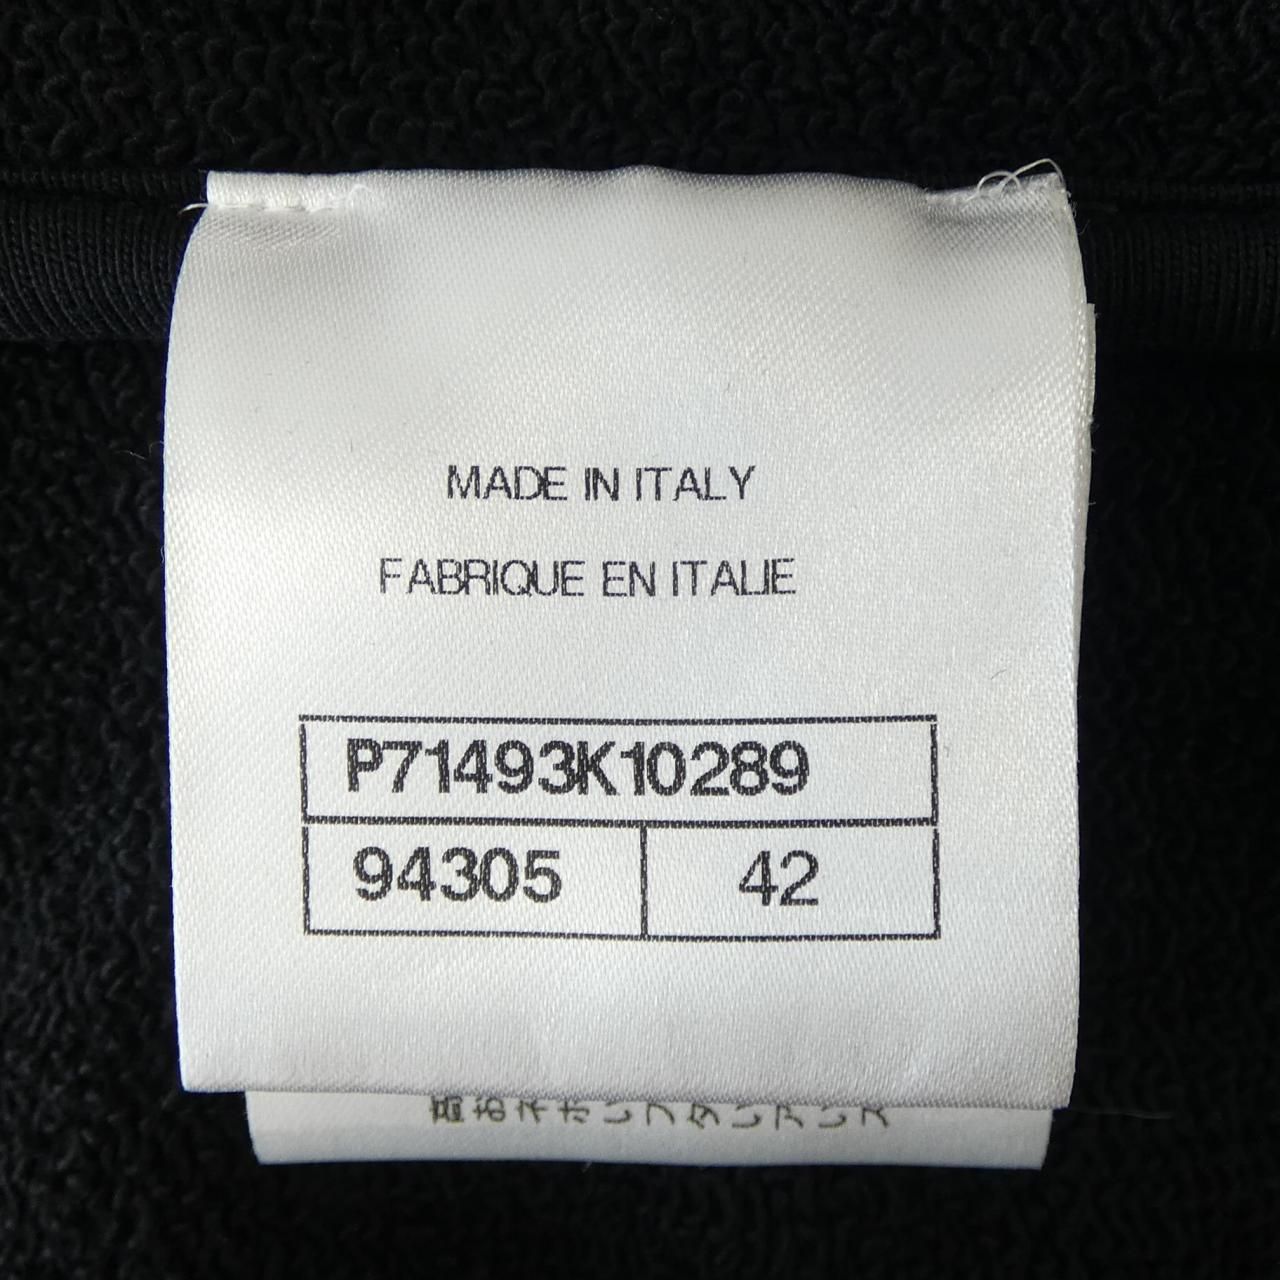 MADE IN ITALY
FABRIQUE EN ITALIE
P71493K10289
94305 42